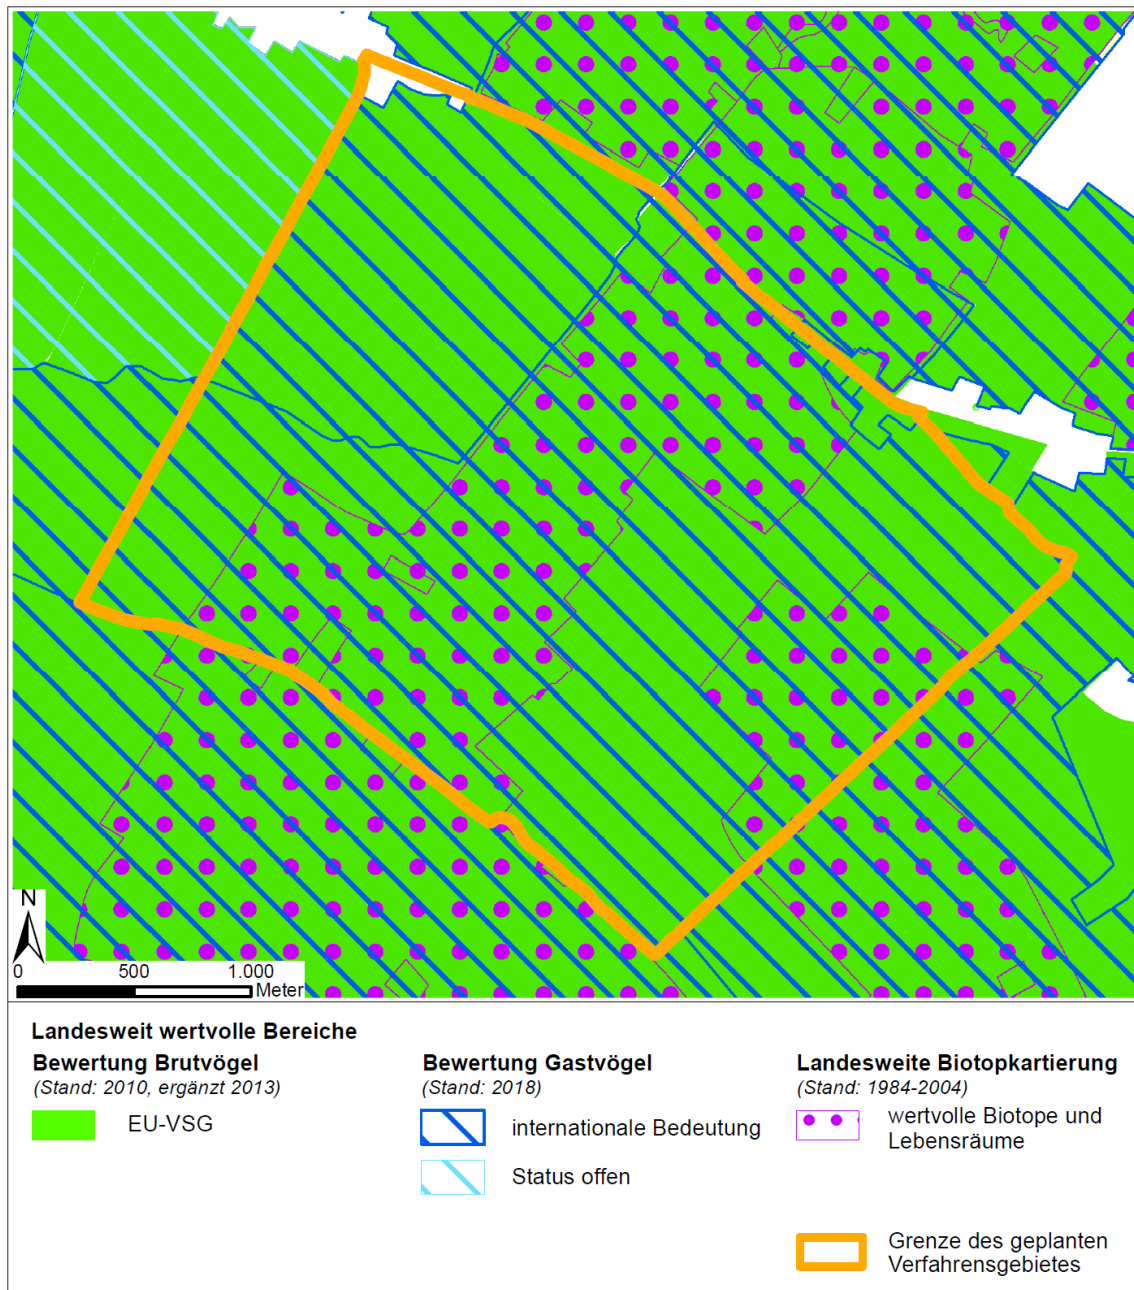 N
0 500 1.000
Meter
Landesweit wertvolle Bereiche
Bewertung Brutvögel
(Stand: 2010, ergänzt 2013)
EU-VSG
Bewertung Gastvögel
(Stand: 2018)
internationale Bedeutung
Status offen
Landesweite Biotopkartierung
(Stand: 1984-2004)
wertvolle Biotope und
Lebensräume
Grenze des geplanten
Verfahrensgebietes